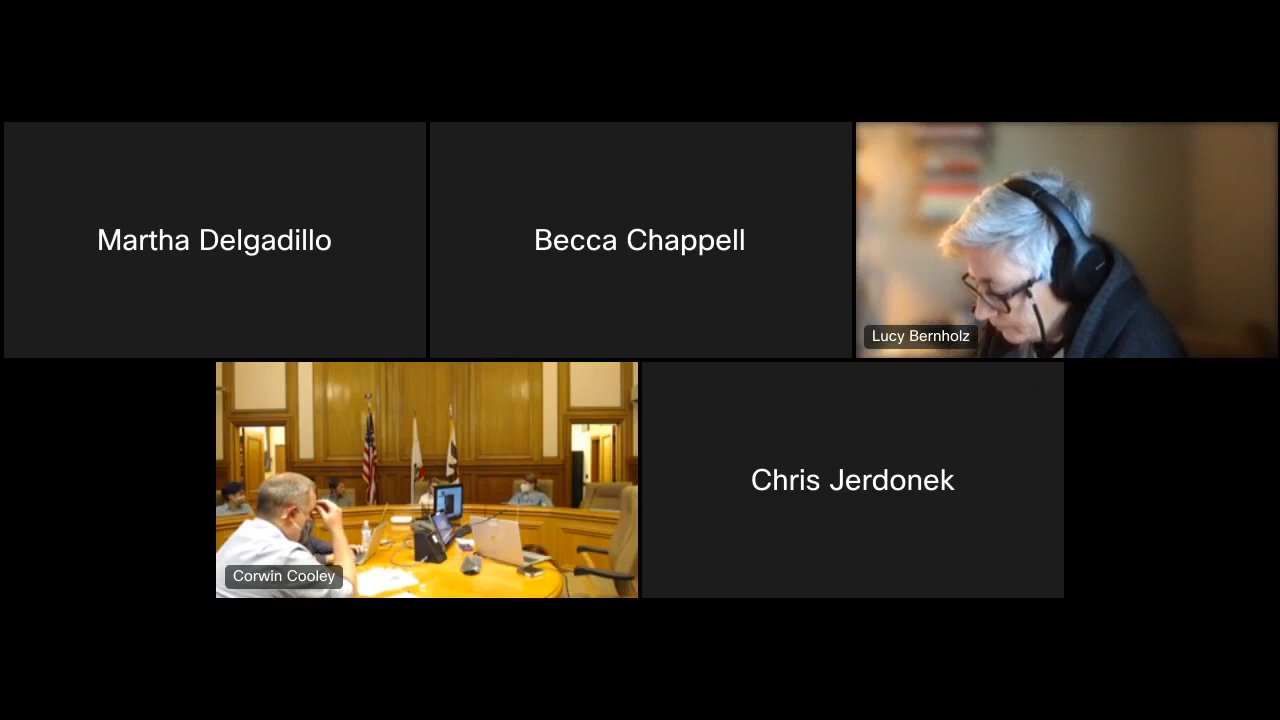 Martha Delgadillo
Becca Chappell
Lucy Bernholz
Corwin Cooley
Chris Jerdonek